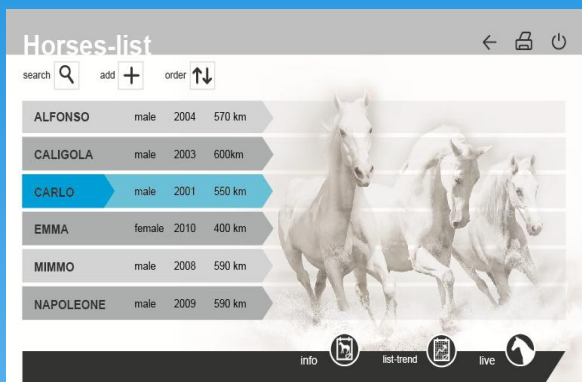 Horses-list
search add order
ALFONSO male 2004 570 km
CALIGOLA male 2003 600km
CARLO male 2001 550 km
EMMA female 2010 400 km
MIMMO male 2008 590 km
NAPOLEONE male 2009 590 km
info list-trend live